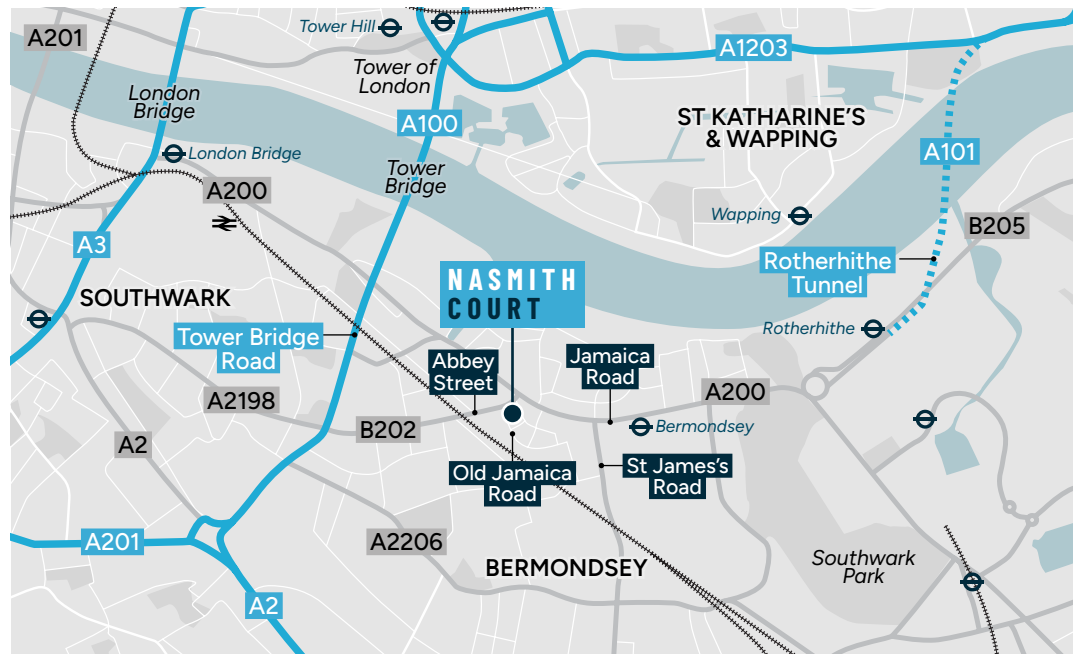 Tower Hill
A201
A1203
Tower of
London
London
Bridge
ST KATHARINE'S
& WAPPING
A100
A101
London Bridge
Tower
Bridge
A200
Wapping
B205
A3
Rotherhithe
Tunnel
NASMITH
COURT
SOUTHWARK
Rotherhithe
Tower Bridge
Road
Abbey
Street
Jamaica
Road
A200
A2198
B202
Bermondsey
A2
Old Jamaica
Road
St James's
Road
A201
A2206
BERMONDSEY
Southwark
Park
A2